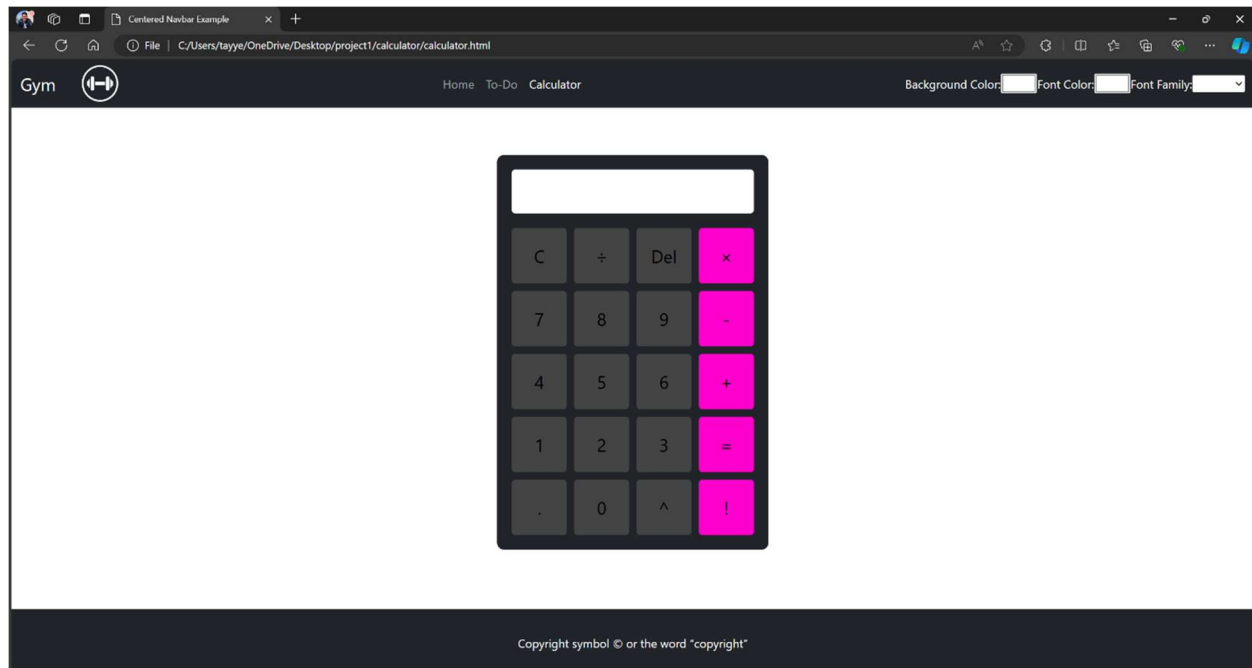 Centered Navbar Example
File | C:/Users/tayye/OneDrive/Desktop/project1/calculator/calculator.html
Gym Home To-Do Calculator Background Color: Font Color: Font Family:
C ÷ Del ×
7 8 9 -
4 5 6 +
1 2 3 =
. 0 ^ !
Copyright symbol © or the word "copyright"